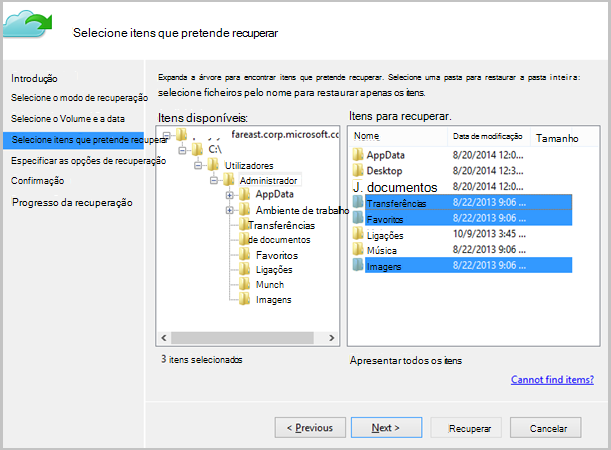 Selecione itens que pretende recuperar
Introdução
Selecione o modo de recuperação
Selecione o Volume e a data
Selecione itens que pretende recuperar
Especificar as opções de recuperação
Confirmação
Progresso da recuperação
Expanda a árvore para encontrar itens que pretende recuperar. Selecione uma pasta para restaurar a pasta inteira:
selecione ficheiros pelo nome para restaurar apenas os itens.
Itens disponíveis:
fareast.corp.microsoft.co
C:\
Utilizadores
Administrador
AppData
Ambiente de trabalho
Transferências
de documentos
Favoritos
Ligações
Munch
Imagens
3 itens selecionados
Itens para recuperar.
Nome Data de modificação Tamanho
AppData 8/20/2014 12:0...
Desktop 8/20/2014 12:3...
J. documentos 8/20/2014 12:0...
Transferências 8/22/2013 9:06 ...
Favoritos 8/22/2013 9:06 ...
Ligações 10/9/2013 3:45 ...
Música 8/22/2013 9:06 ...
Imagens 8/22/2013 9:06 ...
Apresentar todos os itens
Cannot find items?
< Previous Next > Recuperar Cancelar